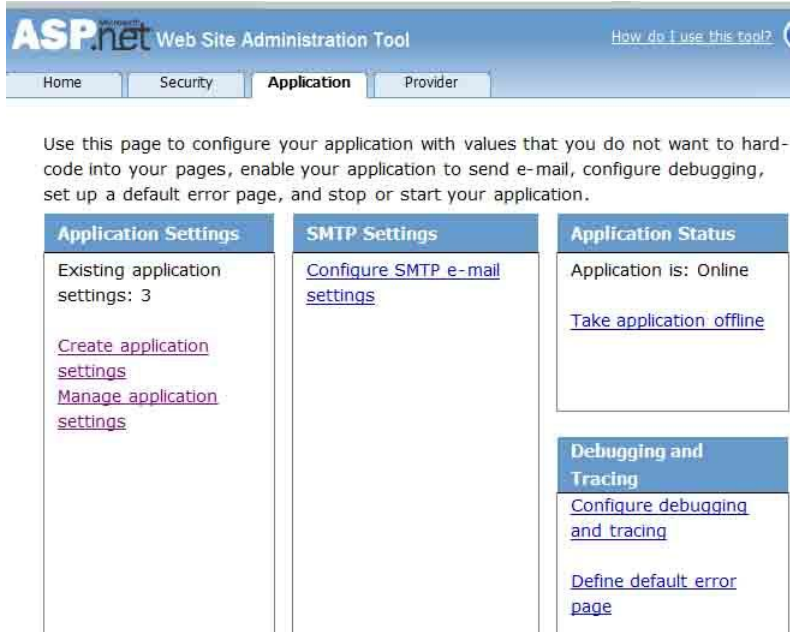 Microsoft
ASP.net Web Site Administration Tool
How do I use this tool?
Home Security Application Provider
Use this page to configure your application with values that you do not want to hard-
code into your pages, enable your application to send e-mail, configure debugging,
set up a default error page, and stop or start your application.
Application Settings
Existing application
settings: 3
Create application
settings
Manage application
settings
SMTP Settings
Configure SMTP e-mail
settings
Application Status
Application is: Online
Take application offline
Debugging and
Tracing
Configure debugging
and tracing
Define default error
page